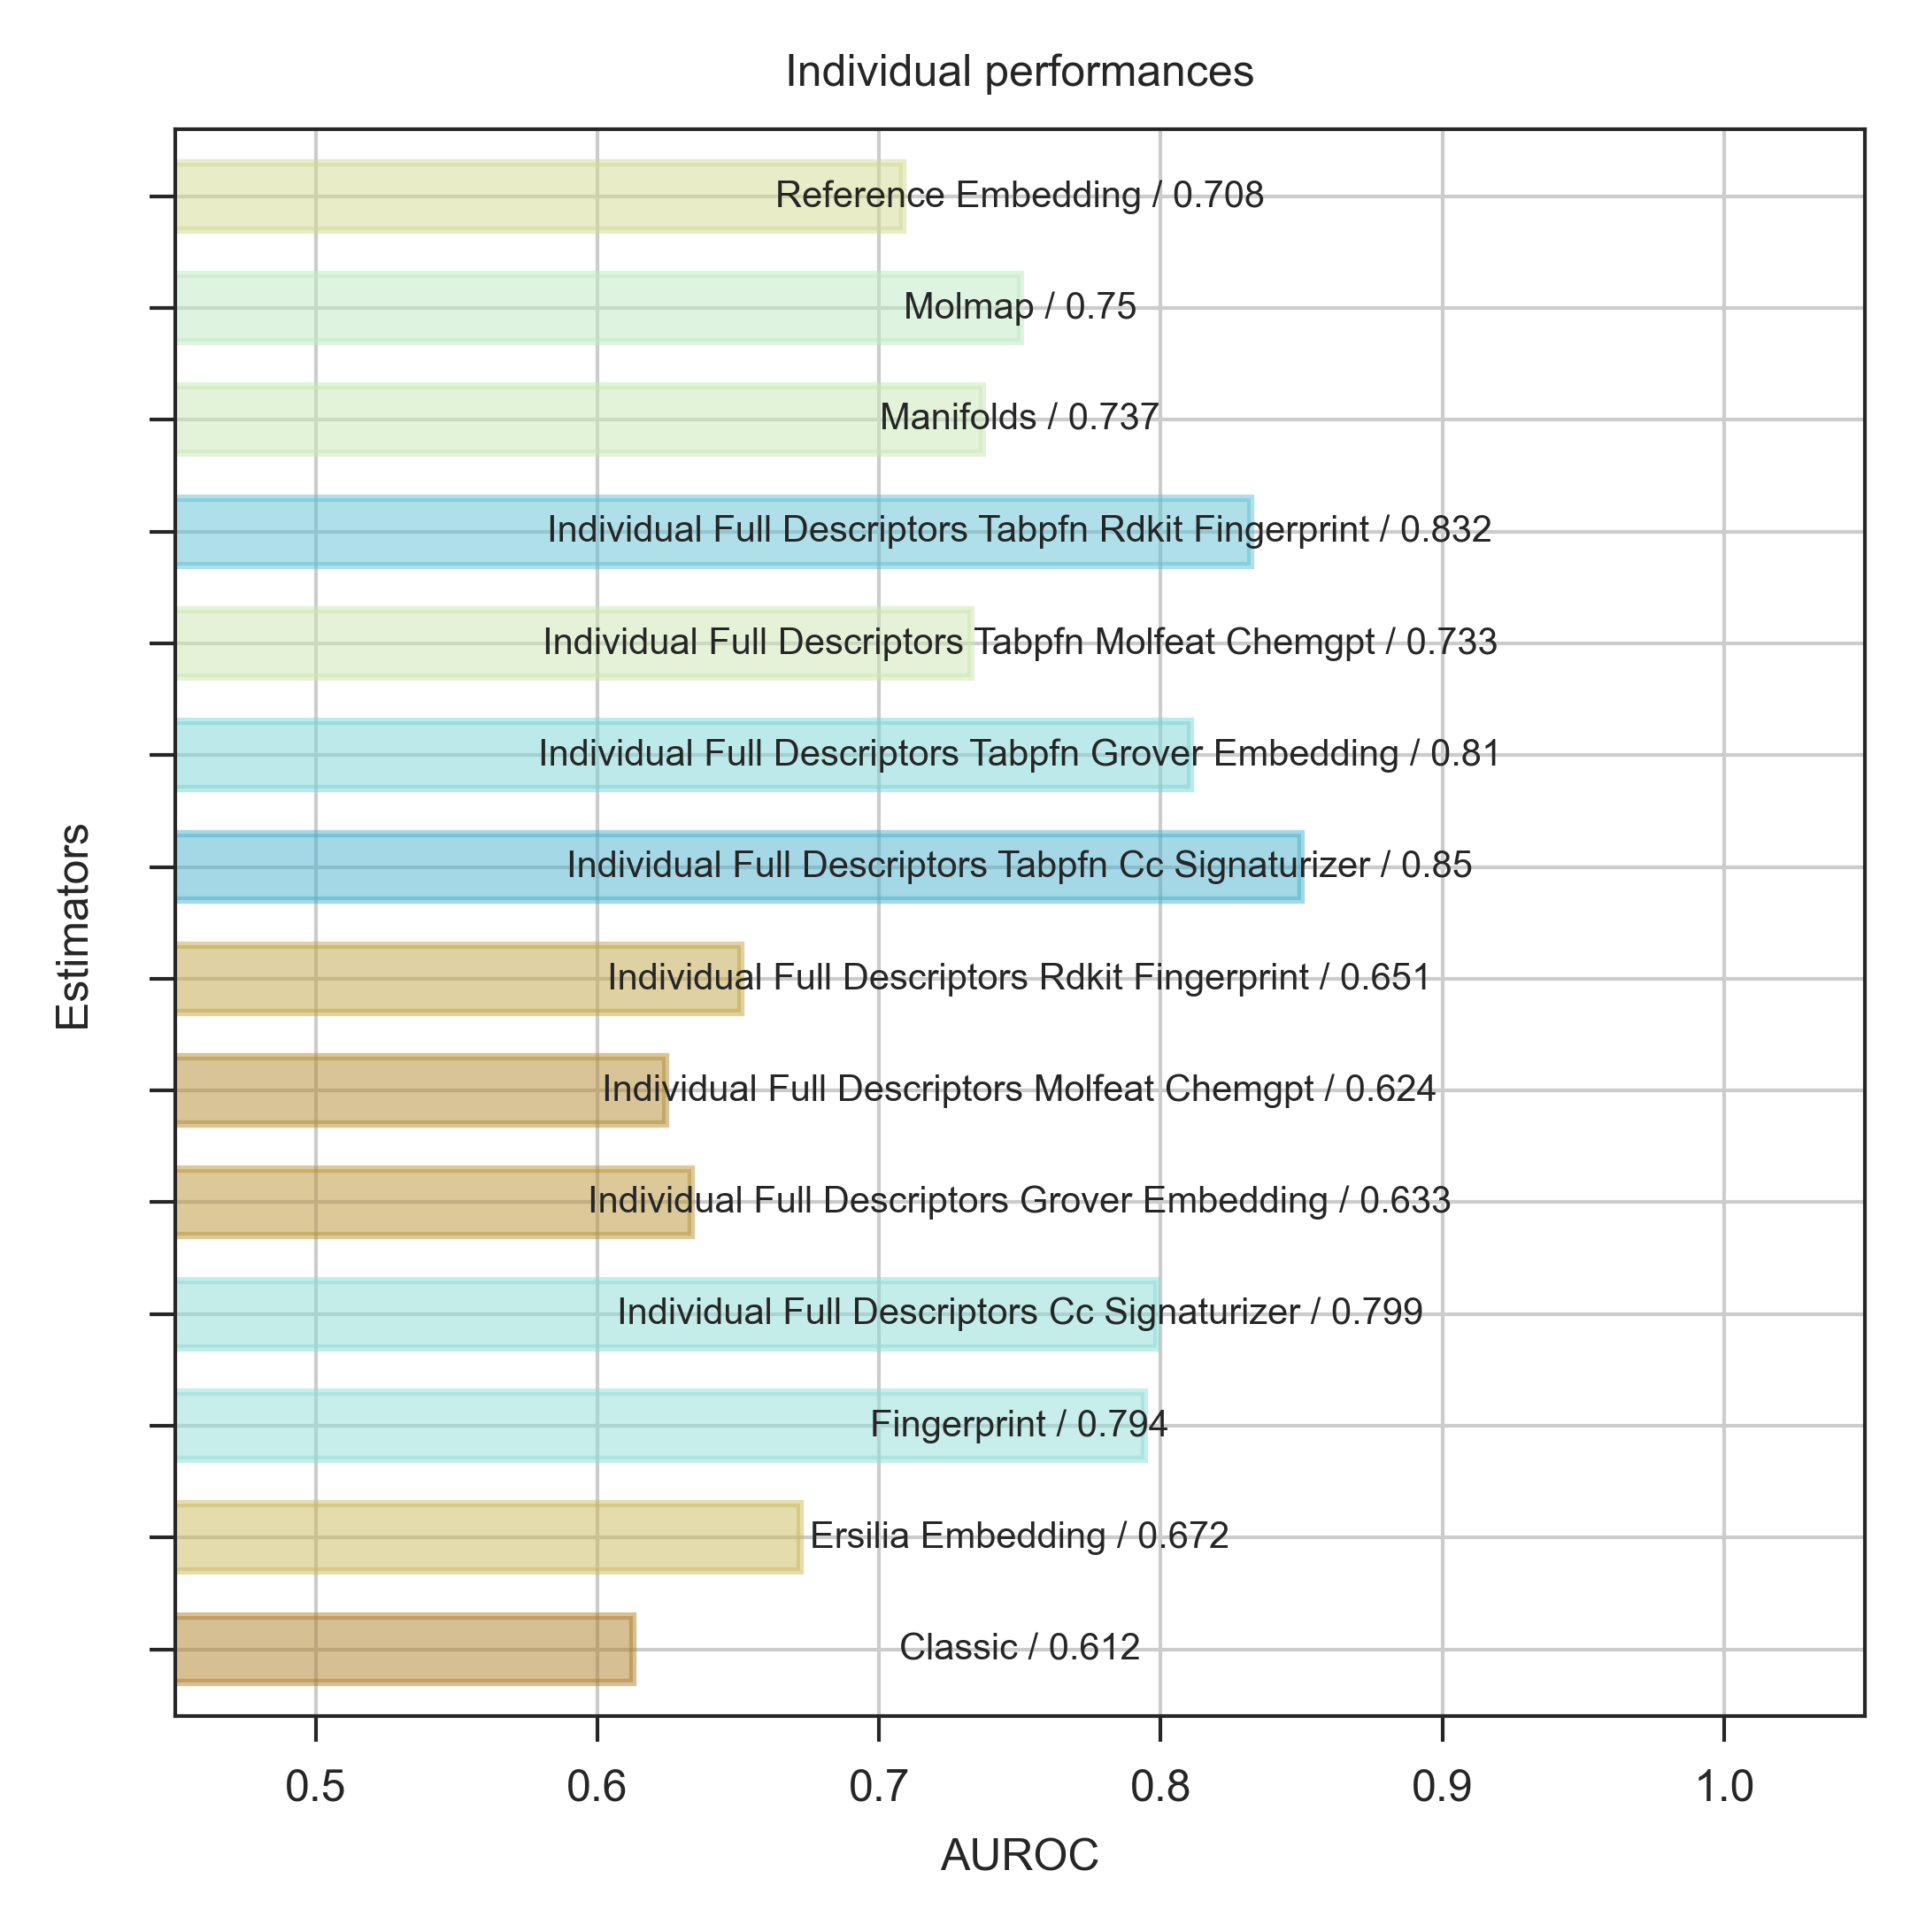 Individual performances
Reference Embedding / 0.708
Molmap / 0.75
Manifolds / 0.737
Individual Full Descriptors Tabpfn Rdkit Fingerprint / 0.832
Individual Full Descriptors Tabpfn Molfeat Chemgpt / 0.733
Individual Full Descriptors Tabpfn Grover Embedding / 0.81
Individual Full Descriptors Tabpfn Cc Signaturizer / 0.85
Individual Full Descriptors Rdkit Fingerprint / 0.651
Individual Full Descriptors Molfeat Chemgpt / 0.624
Individual Full Descriptors Grover Embedding / 0.633
Individual Full Descriptors Cc Signaturizer / 0.799
Fingerprint / 0.794
Ersilia Embedding / 0.672
Classic / 0.612
Estimators
0.5 0.6 0.7 0.8 0.9 1.0
AUROC